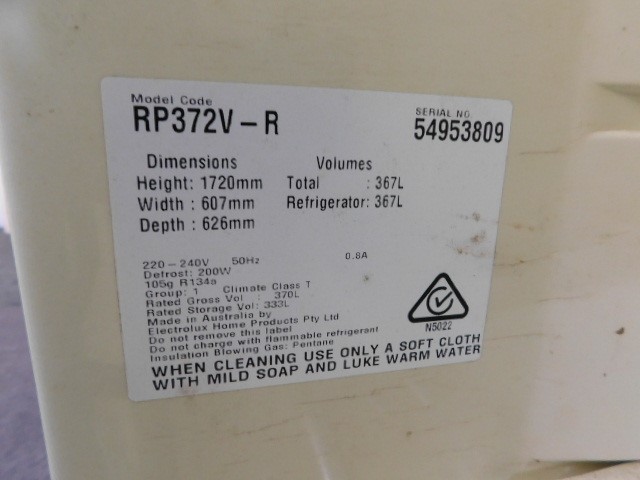 Model Code
RP372V-R
SERIAL NO.
54953809
Dimensions
Volumes
Height: 1720mm
Total : 367L
Width : 607mm
Refrigerator: 367L
Depth : 626mm
220-240V 50Hz 0.8A
Defrost: 200W
105g R134a
Group: 1 Climate Class T
Rated Gross Vol : 370L
Rated Storage Vol: 333L
Made in Australia by
Electrolux Home Products Pty Ltd
Do not remove this label
Do not charge with flammable refrigerant
Insulation Blowing Gas: Pentane
N5022
WHEN CLEANING USE ONLY A SOFT CLOTH
WITH MILD SOAP AND LUKE WARM WATER